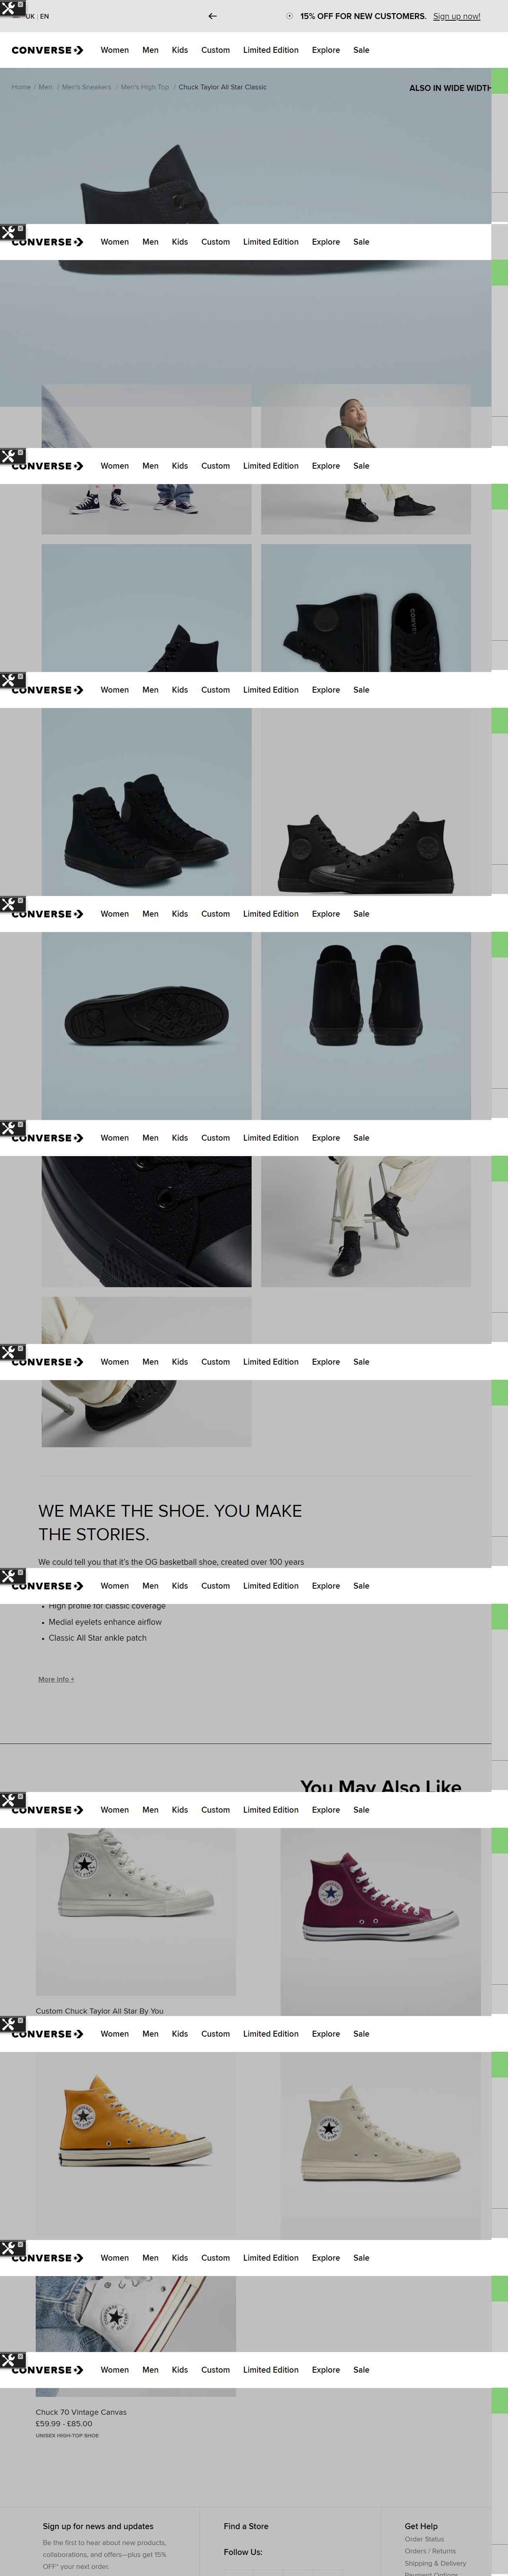 UK | EN
15% OFF FOR NEW CUSTOMERS. Sign up now!
CONVERSE Women Men Kids Custom Limited Edition Explore Sale
Home / Men / Men's Sneakers / Men's High Top / Chuck Taylor All Star Classic
ALSO IN WIDE WIDTH
CONVERSE Women Men Kids Custom Limited Edition Explore Sale
CONVERSE Women Men Kids Custom Limited Edition Explore Sale
CONVERSE Women Men Kids Custom Limited Edition Explore Sale
CONVERSE Women Men Kids Custom Limited Edition Explore Sale
CONVERSE Women Men Kids Custom Limited Edition Explore Sale
CONVERSE Women Men Kids Custom Limited Edition Explore Sale
WE MAKE THE SHOE. YOU MAKE
THE STORIES.
We could tell you that it's the OG basketball shoe, created over 100 years
CONVERSE Women Men Kids Custom Limited Edition Explore Sale
• High profile for classic coverage
• Medial eyelets enhance airflow
• Classic All Star ankle patch
More info +
You May Also Like
CONVERSE Women Men Kids Custom Limited Edition Explore Sale
Custom Chuck Taylor All Star By You
CONVERSE Women Men Kids Custom Limited Edition Explore Sale
CONVERSE Women Men Kids Custom Limited Edition Explore Sale
CONVERSE Women Men Kids Custom Limited Edition Explore Sale
Chuck 70 Vintage Canvas
£59.99 - £85.00
UNISEX HIGH-TOP SHOE
Sign up for news and updates
Be the first to hear about new products,
collaborations, and offers—plus get 15%
OFF* your next order.
Find a Store
Follow Us:
Get Help
Order Status
Orders / Returns
Shipping & Delivery
Payment Options